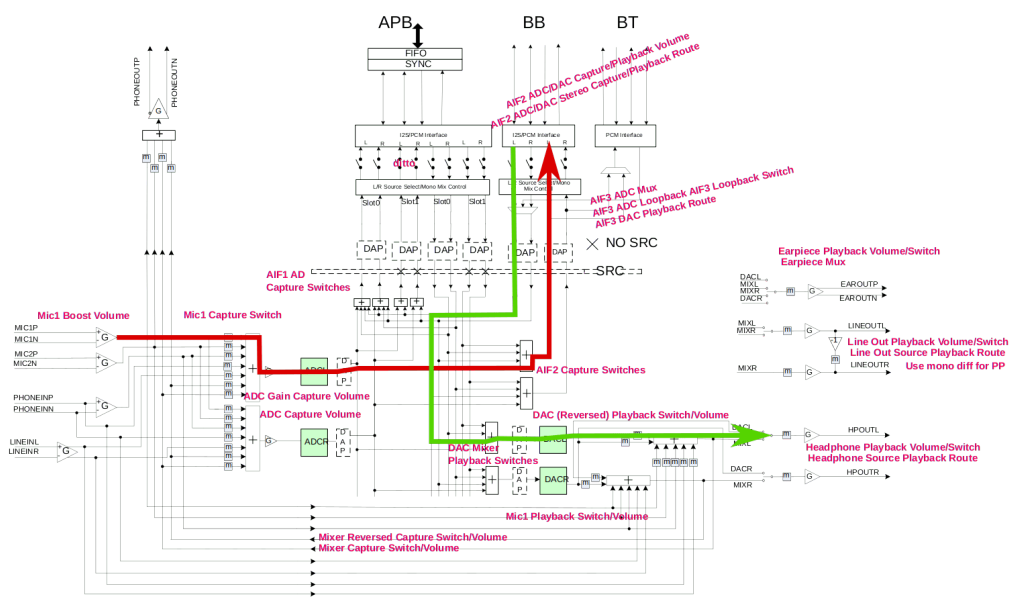 APB
BB
BT
FIFO
SYNC
PHONEOUTP
PHONEOUTN
G
+
m
m
m
m
AIF2 ADC/DAC Capture/Playback Volume
AIF2 ADC/DAC Stereo Capture/Playback Route
I2S/PCM Interface
L R L R L R L R
I2S/PCM Interface
L R L R
PCM Interface
ditto
L/R Source Select/Mono Mix Control
Slot0
Slot1
Slot0
Slot1
Source Select/Mono
Mix Control
AIF3 ADC Mux
AIF3 ADC Loopback AIF3 Loopback Switch
AIF3 DAC Playback Route
DAP
DAP
DAP
DAP
DAP
DAP
NO SRC
SRC
AIF1 AD
Capture Switches
Earpiece Playback Volume/Switch
Earpiece Mux
DACL
MIXL
MIXR
DACR
m
G
EAROUTP
EAROUTN
Mic1 Boost Volume
Mic1 Capture Switch
MIC1P
MIC1N
G
MIC2P
MIC2N
G
MIXL
MIXR
m
G
LINEOUTL
Line Out Playback Volume/Switch
Line Out Source Playback Route
Use mono diff for PP
m
MIXR
m
G
LINEOUTR
AIF2 Capture Switches
D
P
ADC Gain Capture Volume
PHONEINP
PHONEINN
G
ADC Capture Volume
LINEINL
LINEINR
G
G
ADCR
D
A
P
DAC (Reversed) Playback Switch/Volume
DAC Mixer
Playback Switches
D
A
P
DACR
m
G
HPOUTL
Headphone Playback Volume/Switch
Headphone Source Playback Route
DACR
MIXR
m
G
HPOUTR
Mic1 Playback Switch/Volume
Mixer Reversed Capture Switch/Volume
Mixer Capture Switch/Volume